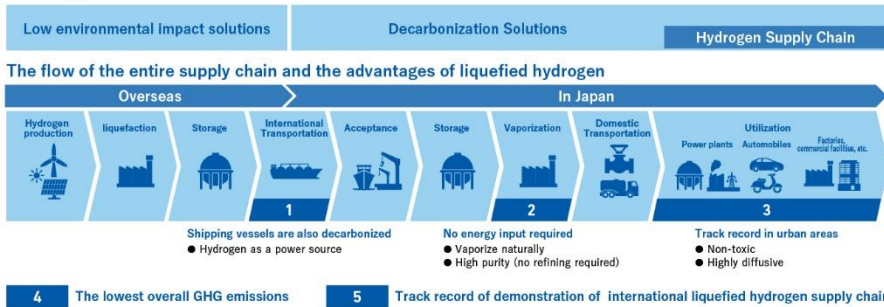 Low environmental impact solutions
Decarbonization Solutions
Hydrogen Supply Chain
The flow of the entire supply chain and the advantages of liquefied hydrogen
Overseas
In Japan
Hydrogen
production
liquefaction
Storage
International
Transportation
Acceptance
Storage
Vaporization
Domestic
Transportation
Utilization
Power plants
Automobiles
Factories,
commercial facilities, etc.
1
2
3
Shipping vessels are also decarbonized
● Hydrogen as a power source
No energy input required
● Vaporize naturally
● High purity (no refining required)
Track record in urban areas
● Non-toxic
● Highly diffusive
4
The lowest overall GHG emissions
5
Track record of demonstration of international liquefied hydrogen supply chain